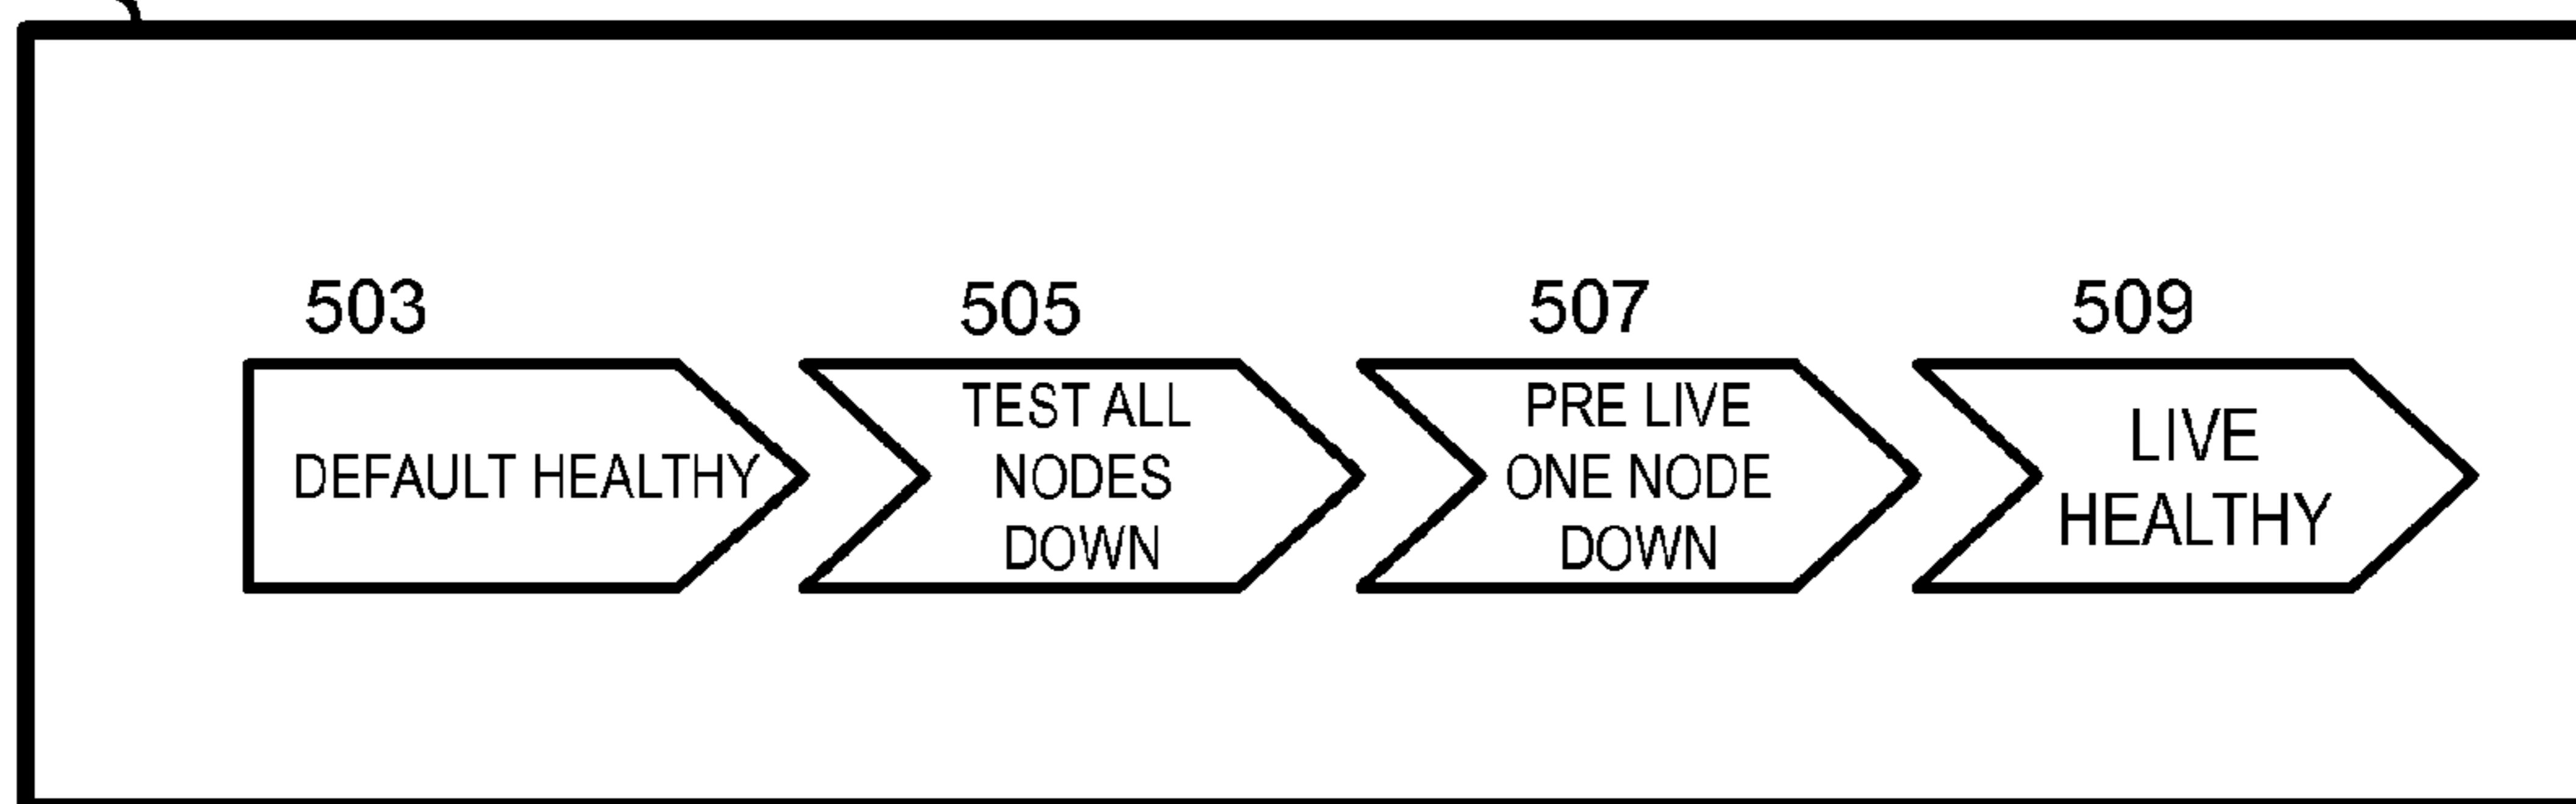 503
DEFAULT HEALTHY
505
TEST ALL
NODES
DOWN
507
PRE LIVE
ONE NODE
DOWN
509
LIVE
HEALTHY